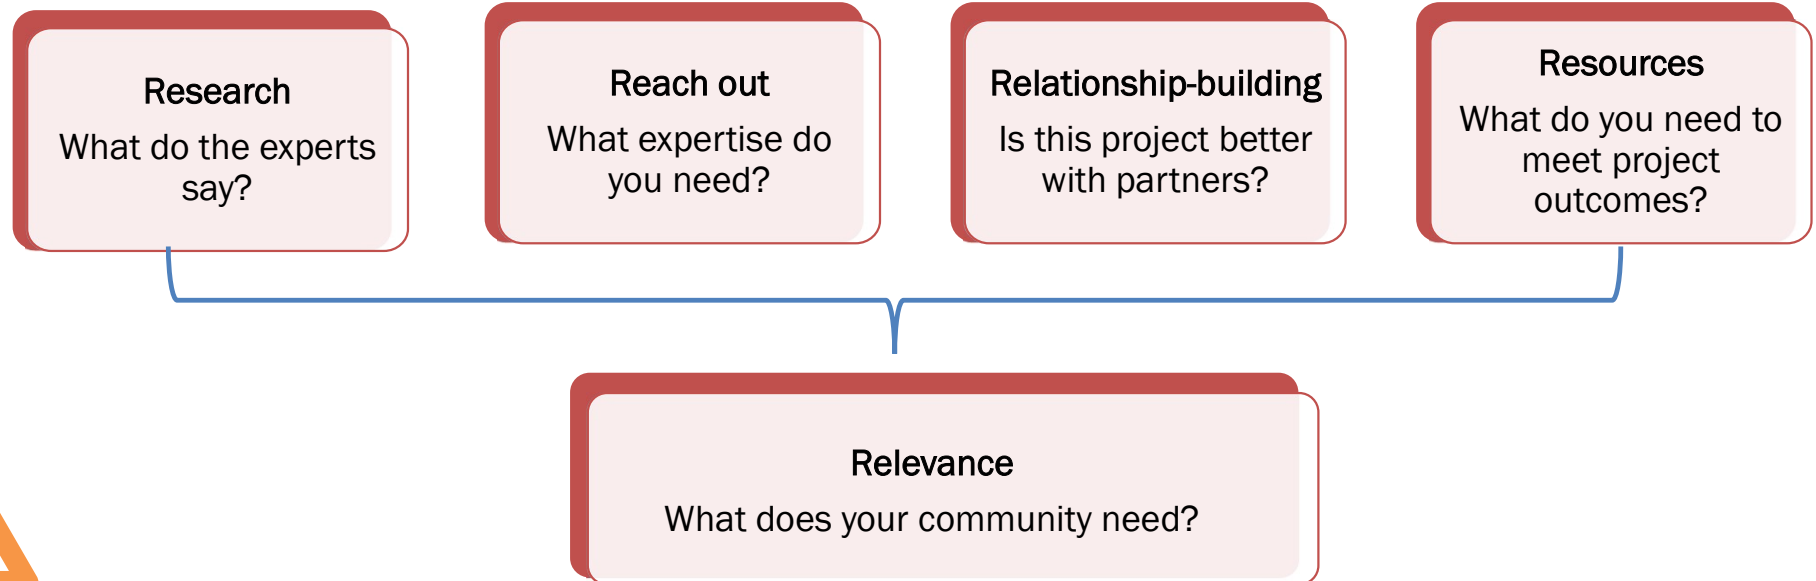 Research
What do the experts
say?
Reach out
What expertise do
you need?
Relationship-building
Is this project better
with partners?
Resources
What do you need to
meet project
outcomes?
Relevance
What does your community need?